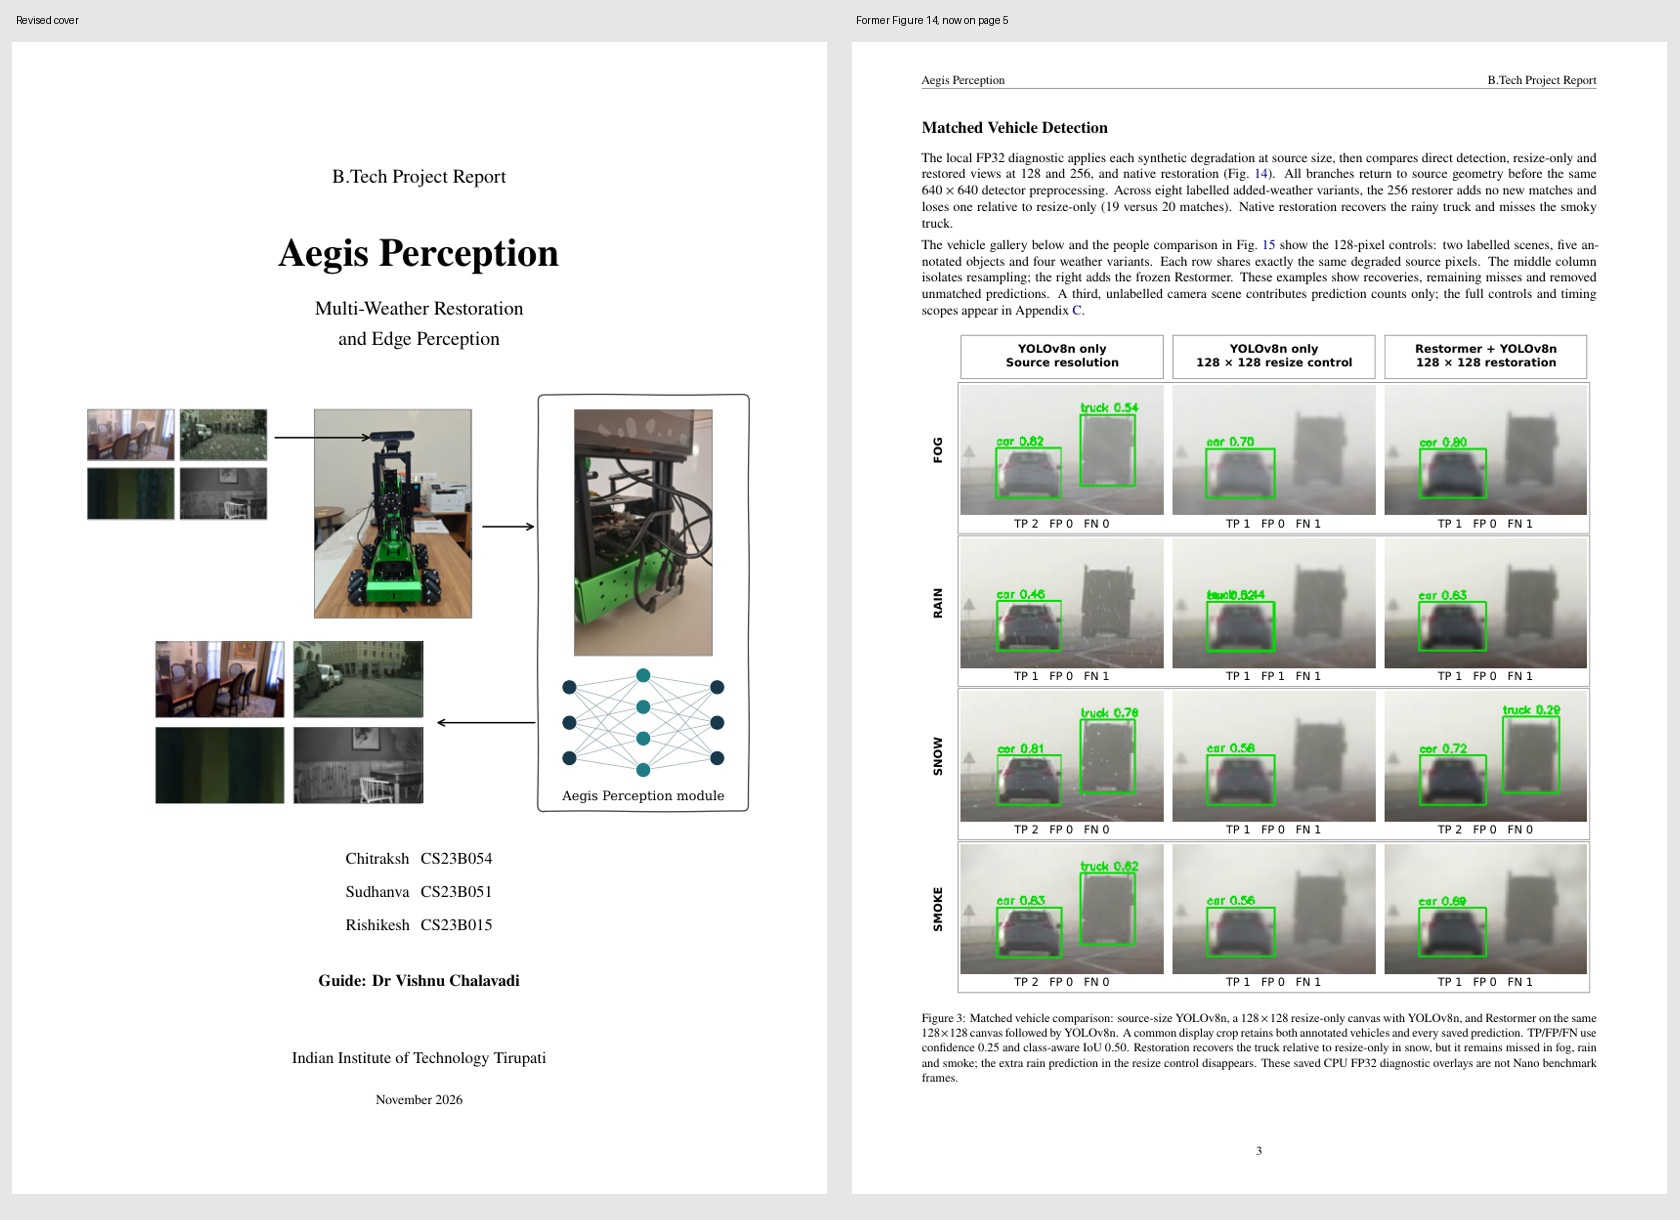 Revised cover
B.Tech Project Report
Aegis Perception
Multi-Weather Restoration
and Edge Perception
Aegis Perception module
Chitraksh CS23B054
Sudhanva CS23B051
Rishikesh CS23B015
Guide: Dr Vishnu Chalavadi
Indian Institute of Technology Tirupati
November 2026
Former Figure 14, now on page 5
Aegis Perception B.Tech Project Report
Matched Vehicle Detection
The local FP32 diagnostic applies each synthetic degradation at source size, then compares direct detection, resize-only and
restored views at 128 and 256, and native restoration (Fig. 14). All branches return to source geometry before the same
640 × 640 detector preprocessing. Across eight labelled added-weather variants, the 256 restorer adds no new matches and
loses one relative to resize-only (19 versus 20 matches). Native restoration recovers the rainy truck and misses the smoky
truck.
The vehicle gallery below and the people comparison in Fig. 15 show the 128-pixel controls: two labelled scenes, five an-
notated objects and four weather variants. Each row shares exactly the same degraded source pixels. The middle column
isolates resampling; the right adds the frozen Restormer. These examples show recoveries, remaining misses and removed
unmatched predictions. A third, unlabelled camera scene contributes prediction counts only; the full controls and timing
scopes appear in Appendix C.
YOLOv8n only
Source resolution
YOLOv8n only
128 × 128 resize control
Restormer + YOLOv8n
128 × 128 restoration
FOG
car 0.82 truck 0.54
car 0.70
car 0.80
TP 2 FP 0 FN 0
TP 1 FP 0 FN 1
TP 1 FP 0 FN 1
RAIN
car 0.46
car 0.63
TP 1 FP 0 FN 1
TP 1 FP 1 FN 1
TP 1 FP 0 FN 1
SNOW
car 0.81 truck 0.78
car 0.58
car 0.72 truck 0.29
TP 2 FP 0 FN 0
TP 1 FP 0 FN 1
TP 2 FP 0 FN 0
SMOKE
car 0.83 truck 0.62
car 0.56
car 0.69
TP 2 FP 0 FN 0
TP 1 FP 0 FN 1
TP 1 FP 0 FN 1
Figure 3: Matched vehicle comparison: source-size YOLOv8n, a 128×128 resize-only canvas with YOLOv8n, and Restormer on the same
128×128 canvas followed by YOLOv8n. A common display crop retains both annotated vehicles and every saved prediction. TP/FP/FN use
confidence 0.25 and class-aware IoU 0.50. Restoration recovers the truck relative to resize-only in snow, but it remains missed in fog, rain
and smoke; the extra rain prediction in the resize control disappears. These saved CPU FP32 diagnostic overlays are not Nano benchmark
frames.
3